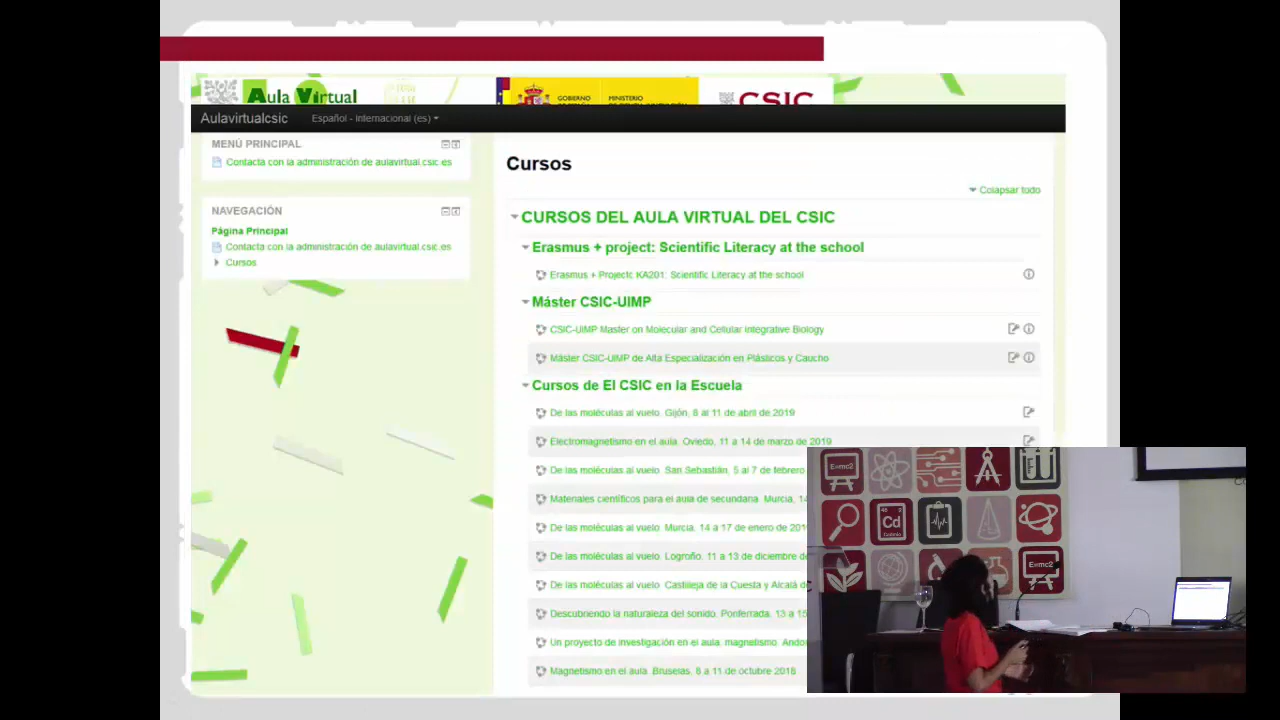 Aula Virtual
GOBIERNO
MINISTERIO
CSIC
Aulavirtualcsic
Español - Internacional (es)
MENÚ PRINCIPAL
Contacta con la administración de aulavirtual.csic.es
NAVEGACIÓN
Página Principal
Contacta con la administración de aulavirtual.csic.es
Cursos
Cursos
Colapsar todo
CURSOS DEL AULA VIRTUAL DEL CSIC
Erasmus + project: Scientific Literacy at the school
Erasmus + Project: KA201: Scientific Literacy at the school
Máster CSIC-UIMP
CSIC-UIMP Master on Molecular and Cellular Integrative Biology
Máster CSIC-UIMP de Alta Especialización en Plásticos y Caucho
Cursos de El CSIC en la Escuela
De las moléculas al vuelo. Gijón, 8 al 11 de abril de 2019
Electromagnetismo en el aula. Oviedo, 11 a 14 de marzo de 2019
De las moléculas al vuelo. San Sebastián, 5 al 7 de febrero
Materiales científicos para el aula de secundaria. Murcia, 14
De las moléculas al vuelo. Murcia. 14 a 17 de enero de 201
De las moléculas al vuelo. Logroño. 11 a 13 de diciembre de
De las moléculas al vuelo. Castilleja de la Cuesta y Alcalá de
Descubriendo la naturaleza del sonido. Ponferrada. 13 a 15
Un proyecto de investigación en el aula: magnetismo. Ando
Magnetismo en el aula. Bruselas, 8 a 11 de octubre 2018
E=mc2
Cd
E=mc2